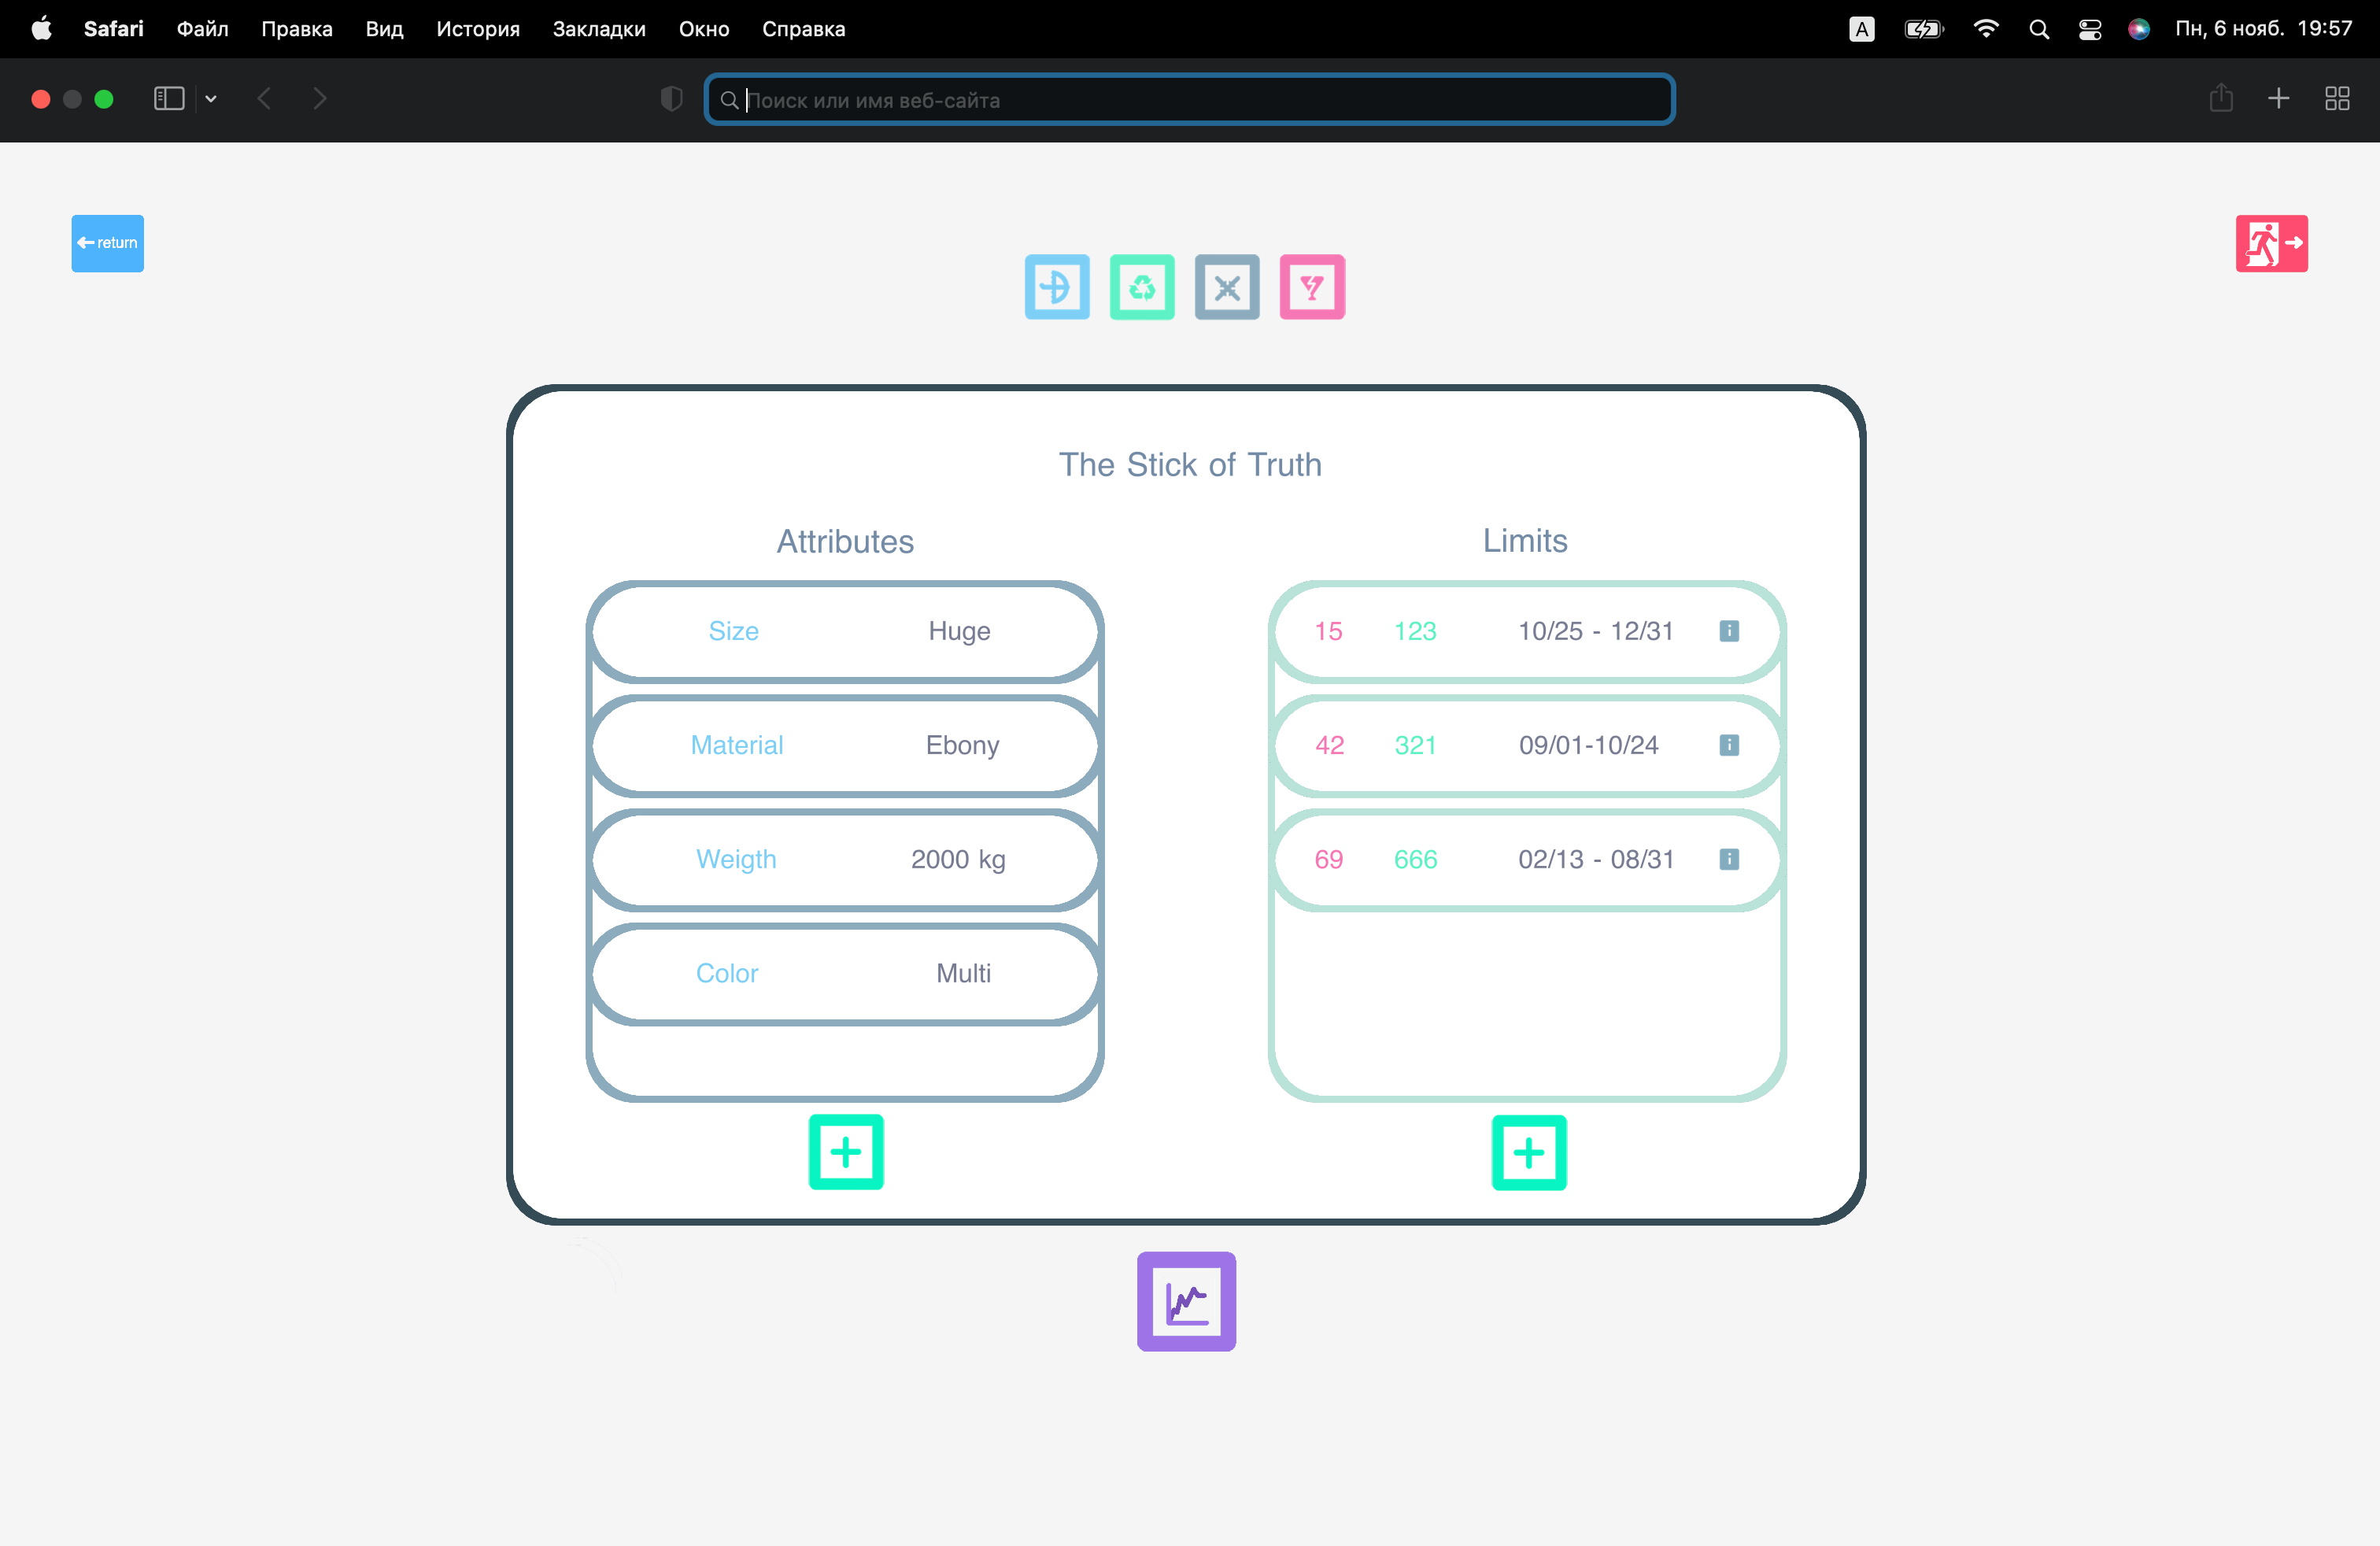 Safari Файл Правка Вид История Закладки Окно Справка A Пн, 6 нояб. 19:57
Поиск или имя веб-сайта
return
The Stick of Truth
Attributes
Limits
Size Huge
15 123 10/25 - 12/31 i
Material Ebony
42 321 09/01-10/24 i
Weigth 2000 kg
69 666 02/13 - 08/31 i
Color Multi